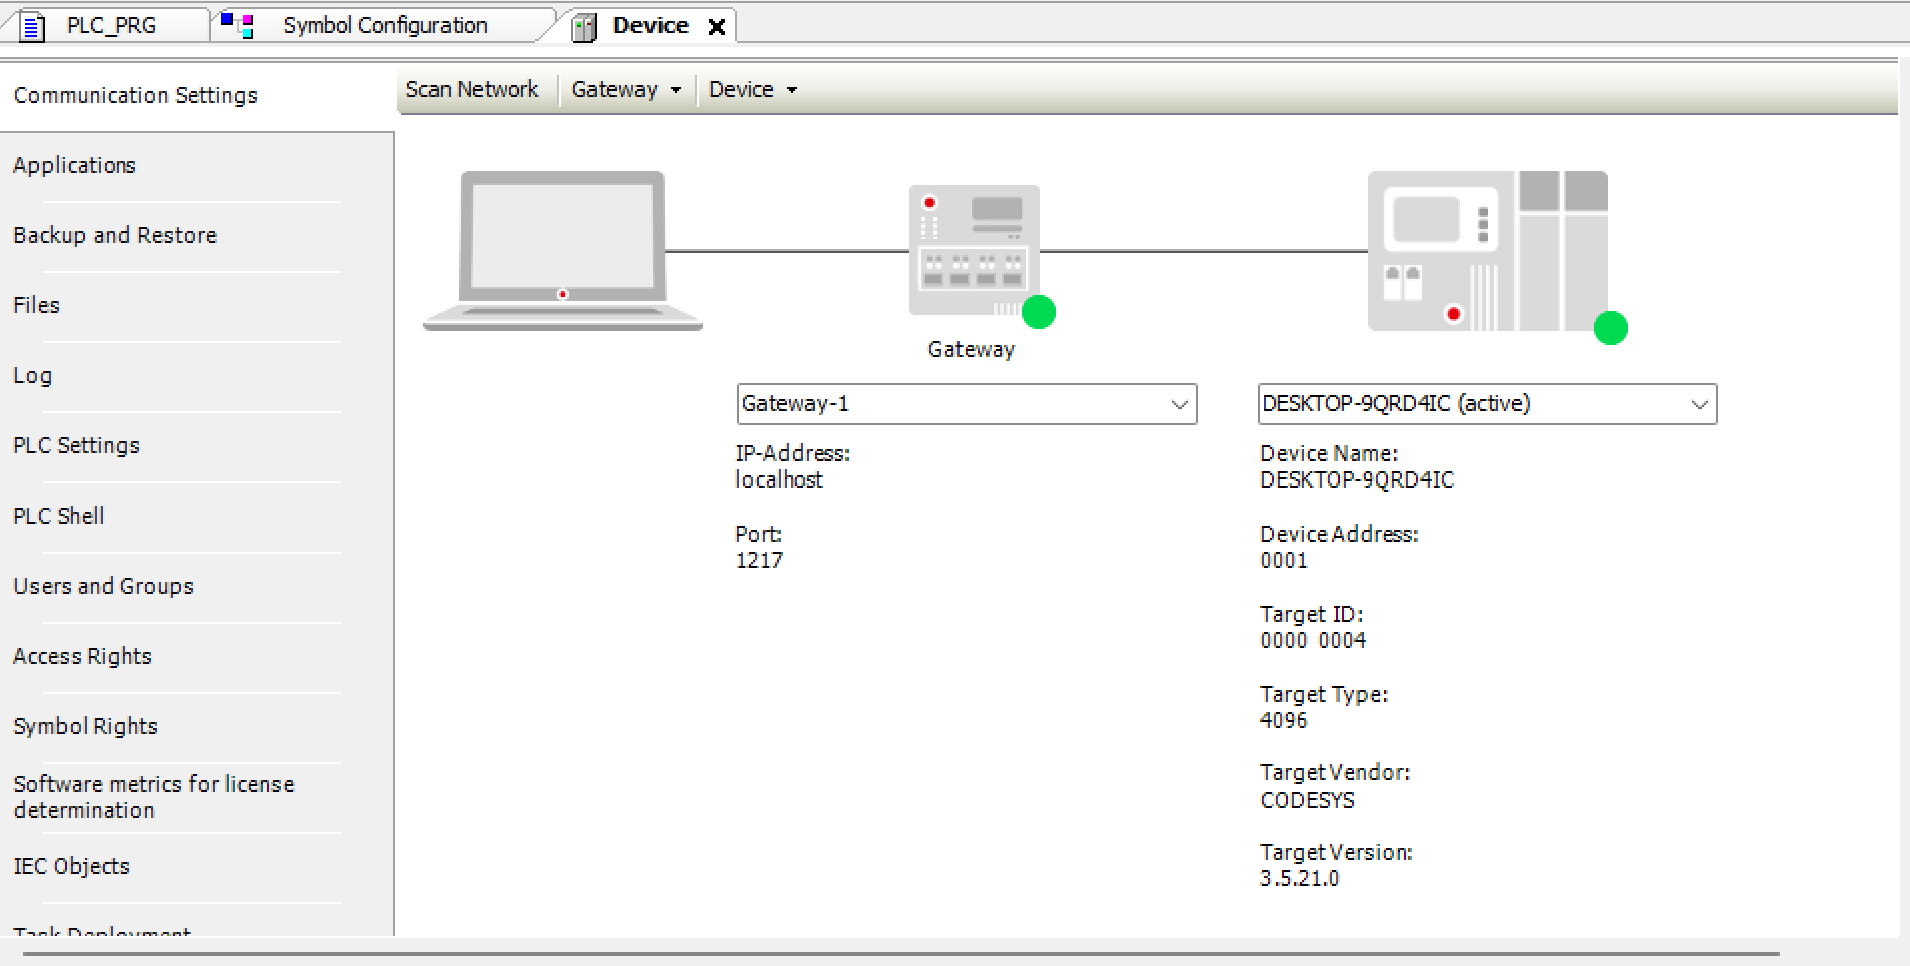 PLC_PRG
Symbol Configuration
Device
Communication Settings
Scan Network
Gateway
Device
Applications
Backup and Restore
Files
Log
PLC Settings
PLC Shell
Users and Groups
Access Rights
Symbol Rights
Software metrics for license
determination
IEC Objects
Task Deployment
Gateway
Gateway-1
IP-Address:
localhost
Port:
1217
DESKTOP-9QRD4IC (active)
Device Name:
DESKTOP-9QRD4IC
Device Address:
0001
Target ID:
0000 0004
Target Type:
4096
Target Vendor:
CODESYS
Target Version:
3.5.21.0